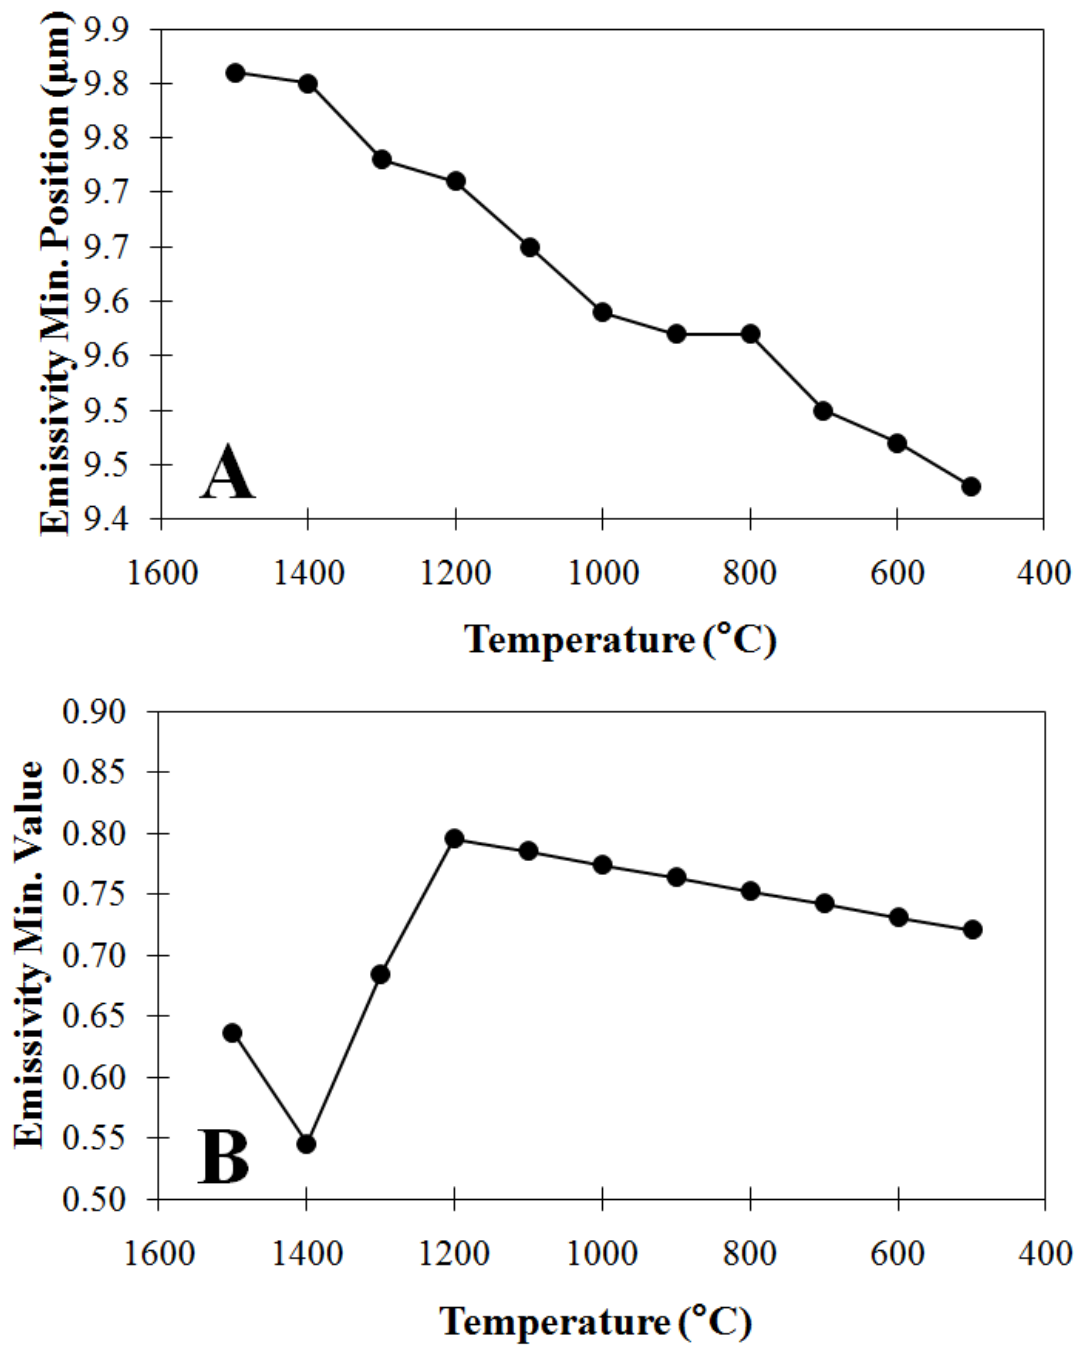 Emissivity Min. Position (µm)
9.9
9.8
9.8
9.7
9.7
9.6
9.6
9.5
9.5
9.4
A
1600 1400 1200 1000 800 600 400
Temperature (°C)
Emissivity Min. Value
0.90
0.85
0.80
0.75
0.70
0.65
0.60
0.55
0.50
B
1600 1400 1200 1000 800 600 400
Temperature (°C)